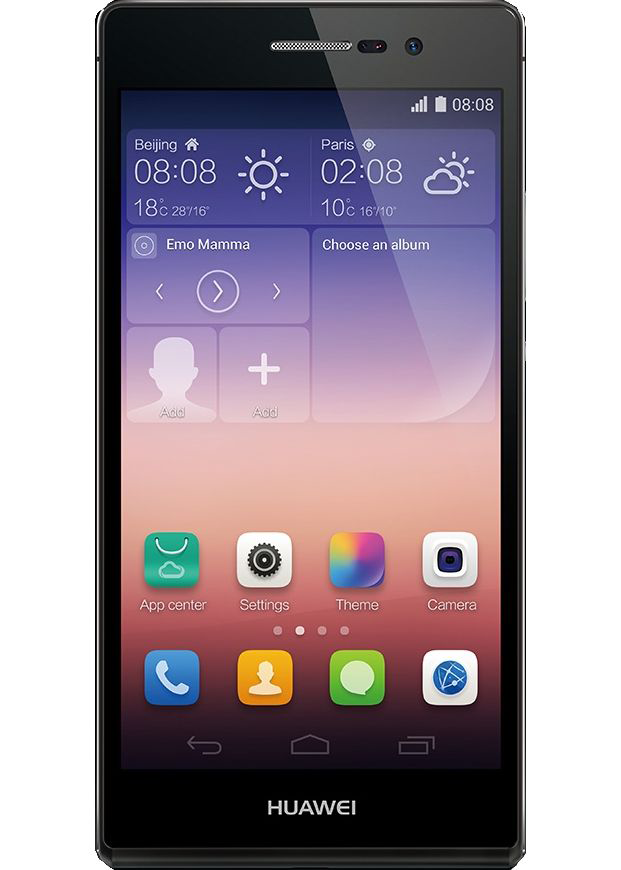 08:08
Beijing
Paris
08:08
02:08
18°C 28°/16°
10°C 16°/10°
Emo Mamma
Choose an album
Add
Add
App center
Settings
Theme
Camera
HUAWEI